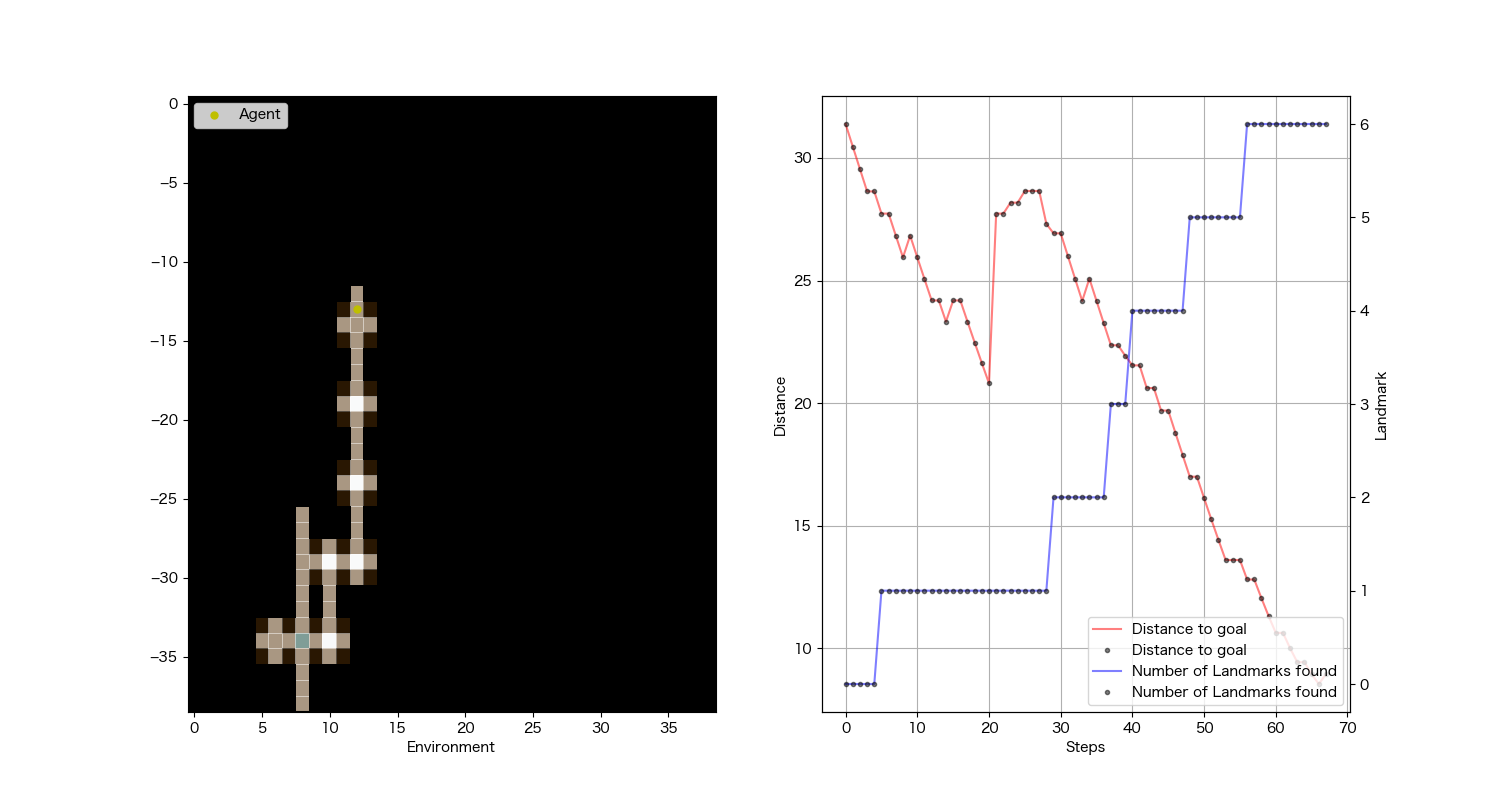 Agent
0
−5
−10
−15
−20
−25
−30
−35
0 5 10 15 20 25 30 35
Environment
30
25
20
15
10
Distance
6
5
4
3
2
1
0
Landmark
Distance to goal
Distance to goal
Number of Landmarks found
Number of Landmarks found
0 10 20 30 40 50 60 70
Steps